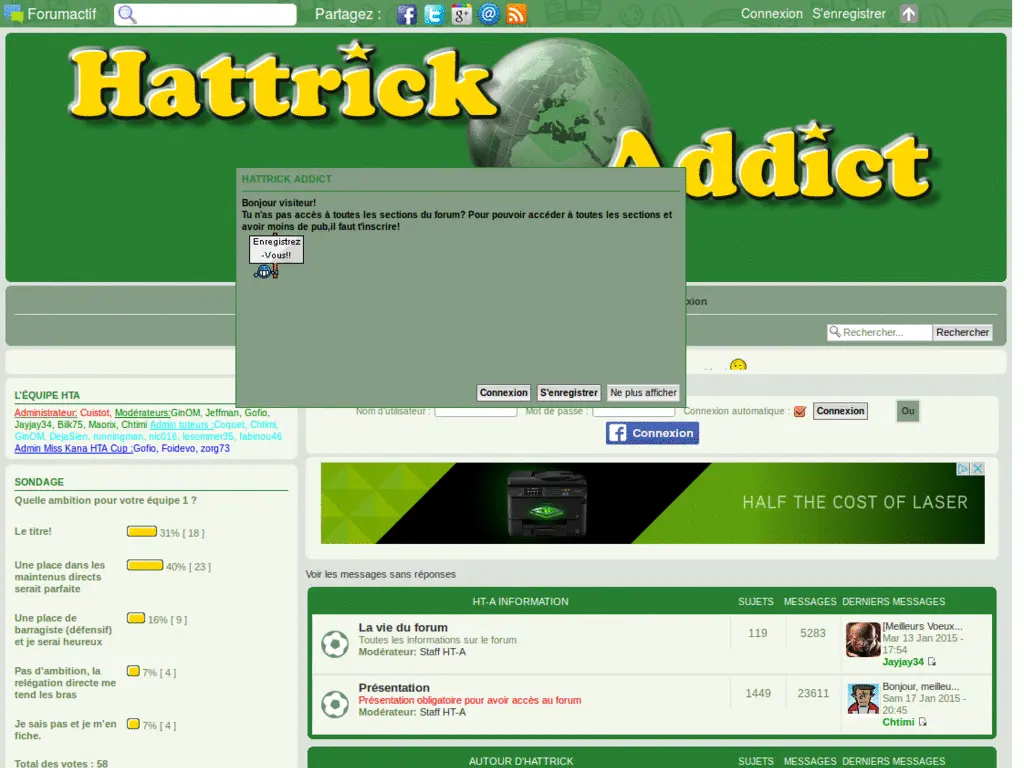 Forumactif
Partagez :
Connexion S'enregistrer
Hattrick
Addict
HATTRICK ADDICT
Bonjour visiteur!
Tu n'as pas accès à toutes les sections du forum? Pour pouvoir accéder à toutes les sections et
avoir moins de pub,il faut t'inscrire!
Enregistrez
-Vous!!
Connexion S'enregistrer Ne plus afficher
xion
Rechercher... Rechercher
L'ÉQUIPE HTA
Administrateur: Cuistot, Modérateurs:GinOM, Jeffman, Gofio,
Jayjay34, Bilk75, Maorix, Chtimi Admin tuteurs :Coquet, Chtimi,
GinOM, DejaSien, runningman, nic016, lesommer35, fabinou46
Admin Miss Kana HTA Cup :Gofio, Foidevo, zorg73
Nom d'utilisateur : Mot de passe : Connexion automatique : Connexion Ou
Connexion
SONDAGE
Quelle ambition pour votre équipe 1 ?
Le titre! 31% [ 18 ]
Une place dans les
maintenus directs
serait parfaite
40% [ 23 ]
Une place de
barragiste (défensif)
et je serai heureux
16% [ 9 ]
Pas d'ambition, la
relégation directe me
tend les bras
7% [ 4 ]
Je sais pas et je m'en
fiche.
7% [ 4 ]
Total des votes : 58
HALF THE COST OF LASER
Voir les messages sans réponses
HT-A INFORMATION SUJETS MESSAGES DERNIERS MESSAGES
La vie du forum
Toutes les informations sur le forum
Modérateur: Staff HT-A
119 5283
[Meilleurs Voeux...
Mar 13 Jan 2015 -
17:54
Jayjay34
Présentation
Présentation obligatoire pour avoir accès au forum
Modérateur: Staff HT-A
1449 23611
Bonjour, meilleu...
Sam 17 Jan 2015 -
20:45
Chtimi
AUTOUR D'HATTRICK SUJETS MESSAGES DERNIERS MESSAGES